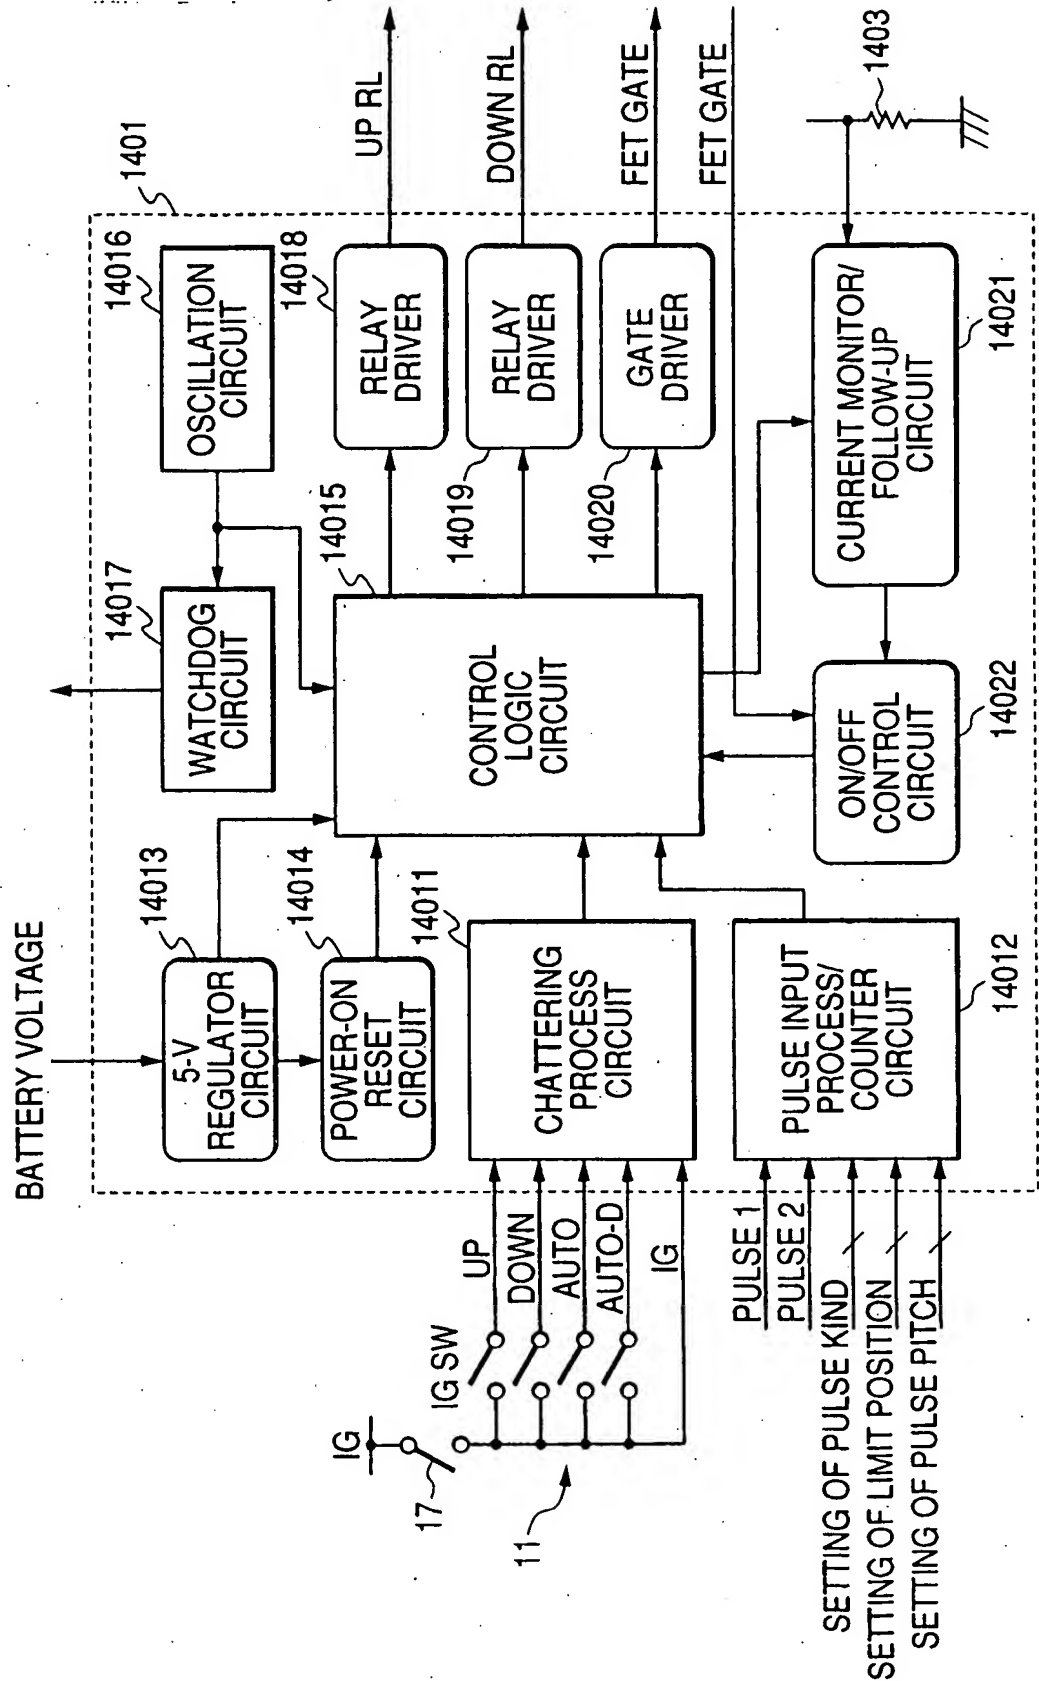 BATTERY VOLTAGE
1401
14013
5-V
REGULATOR
CIRCUIT
14014
POWER-ON
RESET
CIRCUIT
14017
WATCHDOG
CIRCUIT
14016
OSCILLATION
CIRCUIT
14015
CONTROL
LOGIC
CIRCUIT
14018
RELAY
DRIVER
UP RL
14019
RELAY
DRIVER
DOWN RL
14020
GATE
DRIVER
FET GATE
FET GATE
IG
17
IG SW
11
UP
DOWN
AUTO
AUTO-D
IG
14011
CHATTERING
PROCESS
CIRCUIT
PULSE 1
PULSE 2
SETTING OF PULSE KIND
SETTING OF LIMIT POSITION
SETTING OF PULSE PITCH
PULSE INPUT
PROCESS/
COUNTER
CIRCUIT
14012
ON/OFF
CONTROL
CIRCUIT
14022
CURRENT MONITOR/
FOLLOW-UP
CIRCUIT
14021
1403